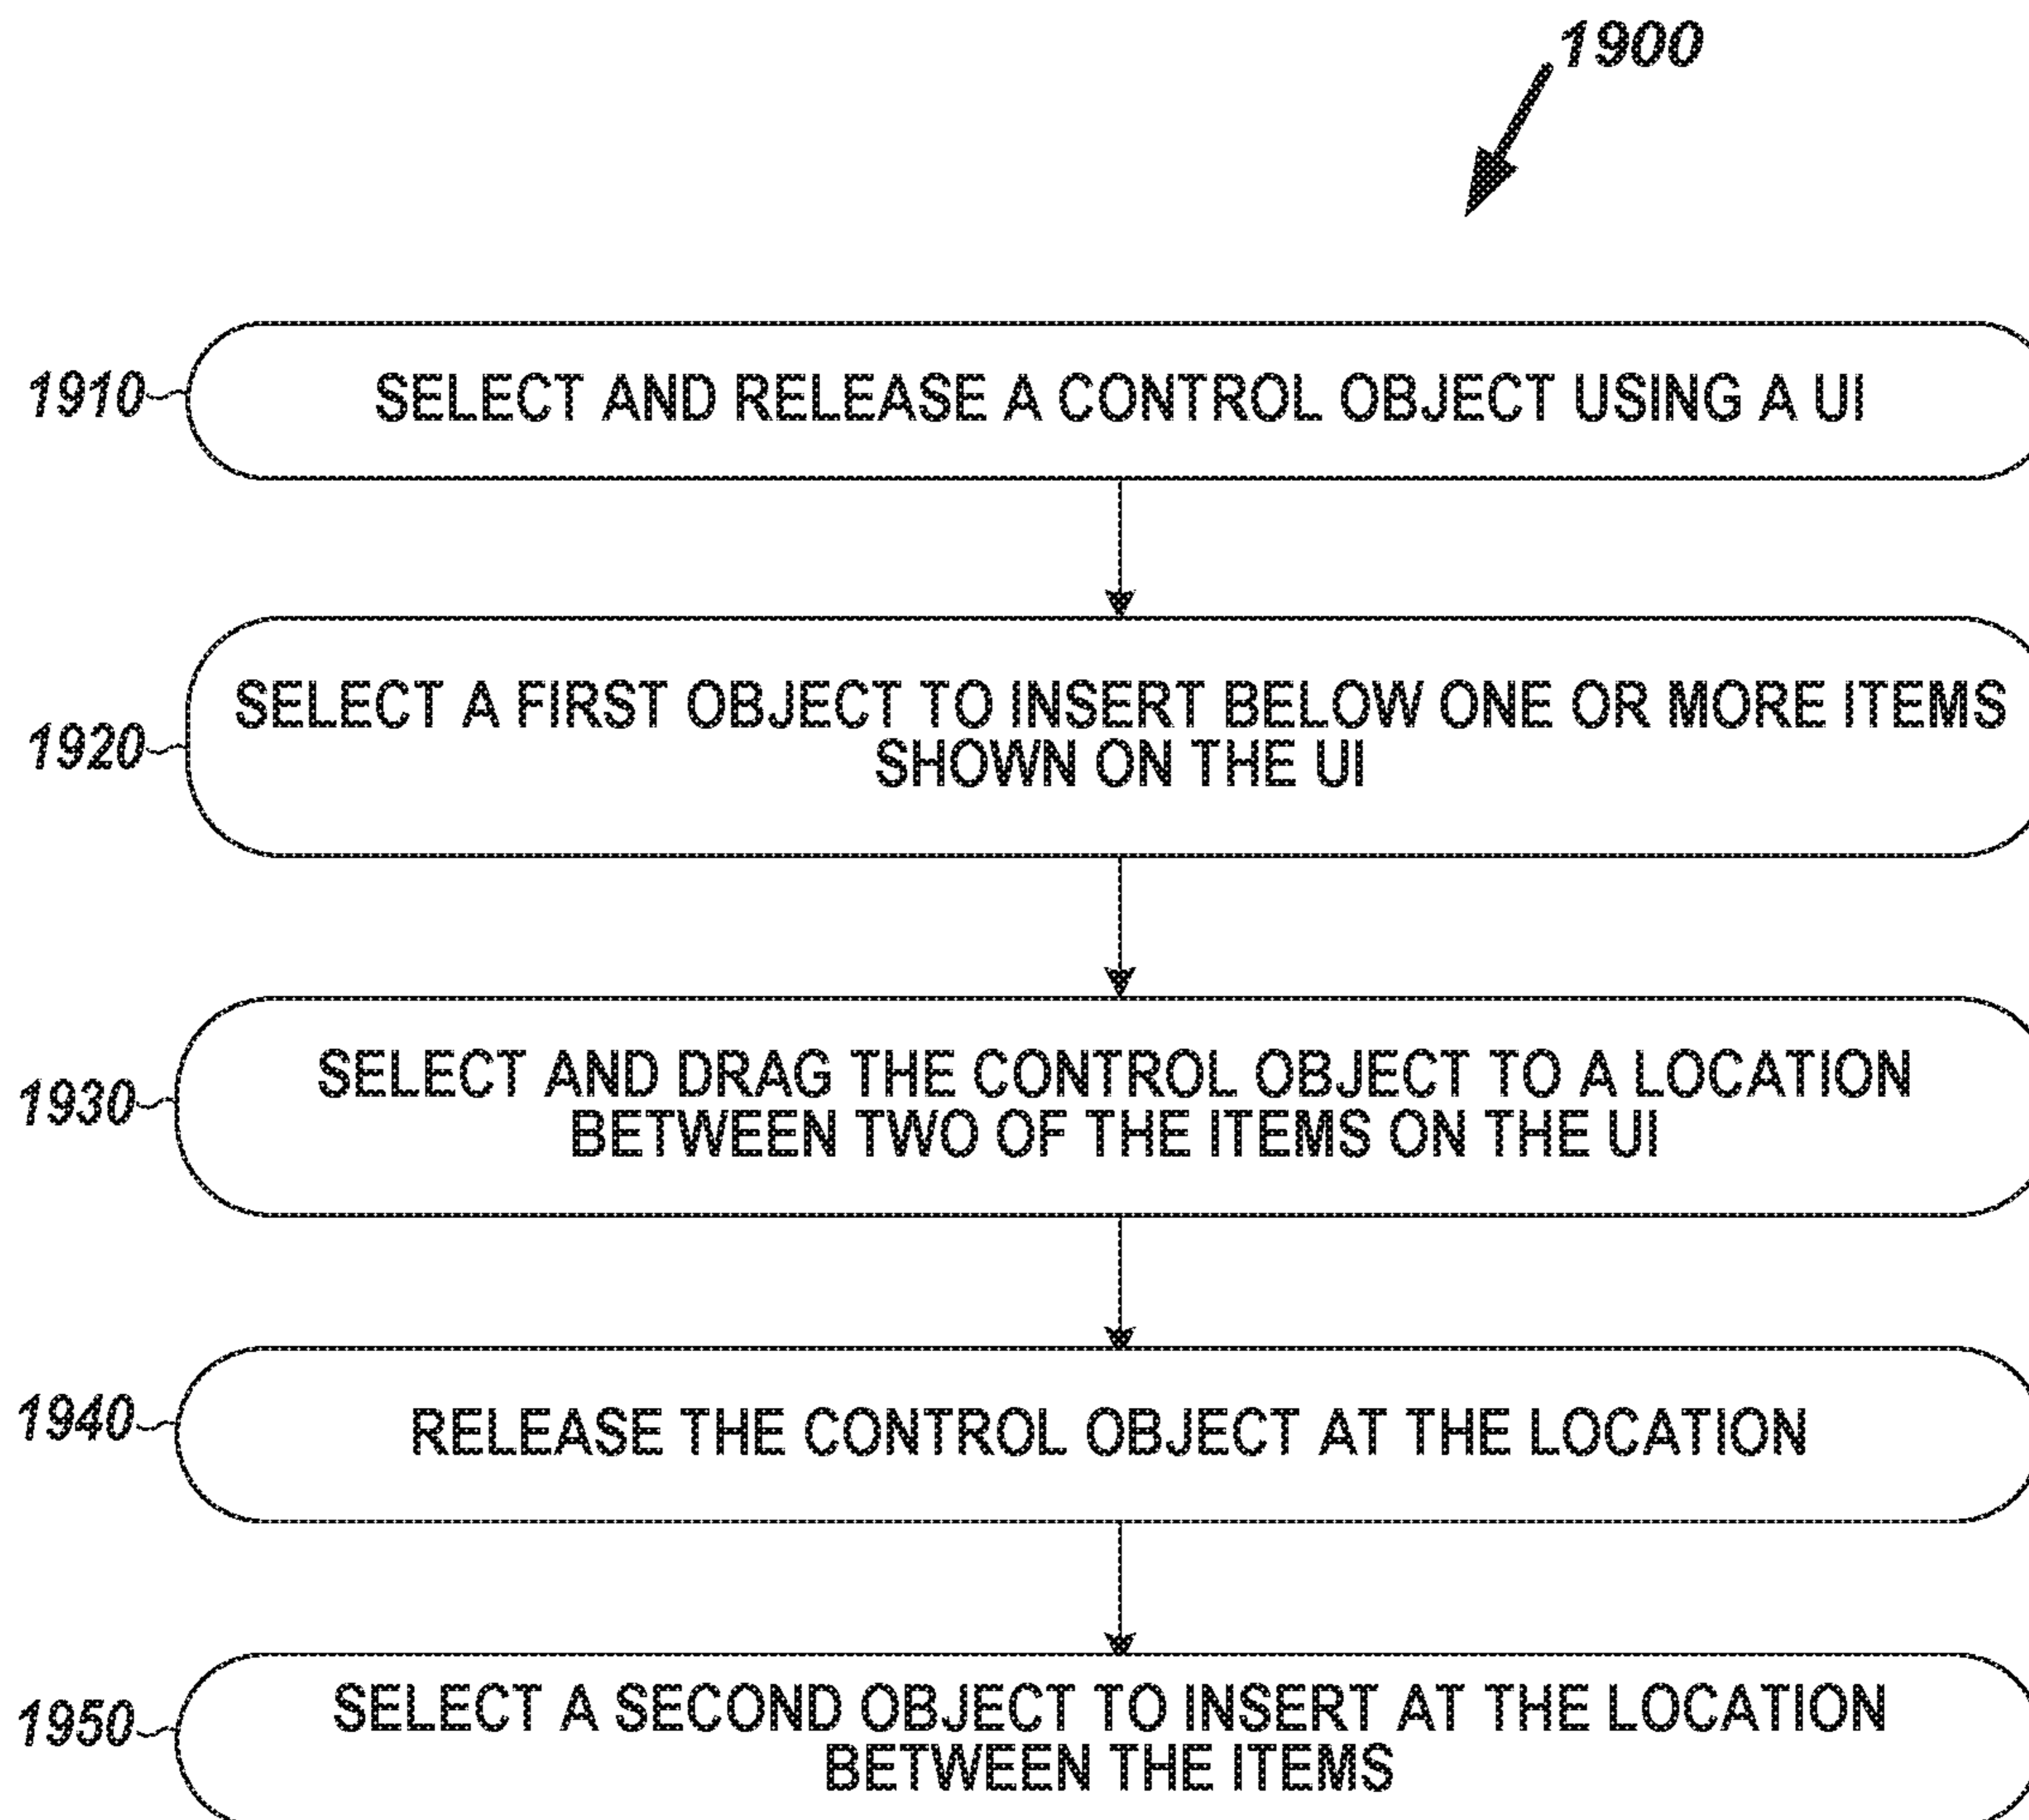 1900
1910
SELECT AND RELEASE A CONTROL OBJECT USING A UI
1920
SELECT A FIRST OBJECT TO INSERT BELOW ONE OR MORE ITEMS
SHOWN ON THE UI
1930
SELECT AND DRAG THE CONTROL OBJECT TO A LOCATION
BETWEEN TWO OF THE ITEMS ON THE UI
1940
RELEASE THE CONTROL OBJECT AT THE LOCATION
1950
SELECT A SECOND OBJECT TO INSERT AT THE LOCATION
BETWEEN THE ITEMS